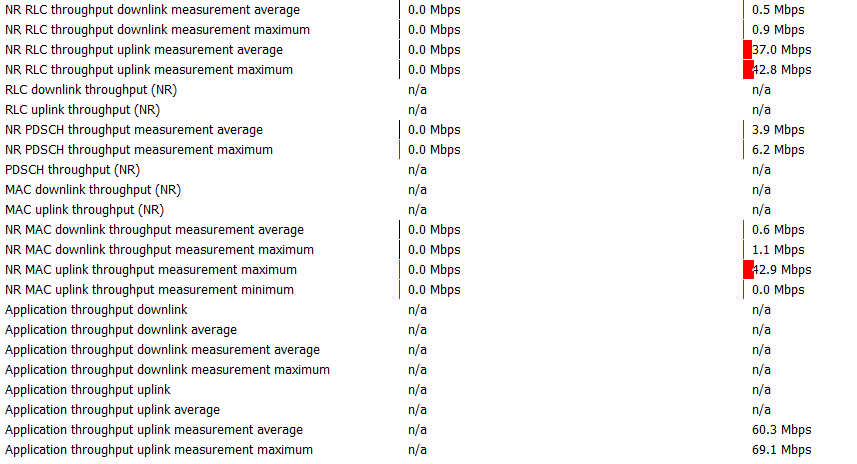 NR RLC throughput downlink measurement average 0.0 Mbps 0.5 Mbps
NR RLC throughput downlink measurement maximum 0.0 Mbps 0.9 Mbps
NR RLC throughput uplink measurement average 0.0 Mbps 37.0 Mbps
NR RLC throughput uplink measurement maximum 0.0 Mbps 42.8 Mbps
RLC downlink throughput (NR) n/a n/a
RLC uplink throughput (NR) n/a n/a
NR PDSCH throughput measurement average 0.0 Mbps 3.9 Mbps
NR PDSCH throughput measurement maximum 0.0 Mbps 6.2 Mbps
PDSCH throughput (NR) n/a n/a
MAC downlink throughput (NR) n/a n/a
MAC uplink throughput (NR) n/a n/a
NR MAC downlink throughput measurement average 0.0 Mbps 0.6 Mbps
NR MAC downlink throughput measurement maximum 0.0 Mbps 1.1 Mbps
NR MAC uplink throughput measurement maximum 0.0 Mbps 42.9 Mbps
NR MAC uplink throughput measurement minimum 0.0 Mbps 0.0 Mbps
Application throughput downlink n/a n/a
Application throughput downlink average n/a n/a
Application throughput downlink measurement average n/a n/a
Application throughput downlink measurement maximum n/a n/a
Application throughput uplink n/a n/a
Application throughput uplink average n/a n/a
Application throughput uplink measurement average n/a 60.3 Mbps
Application throughput uplink measurement maximum n/a 69.1 Mbps